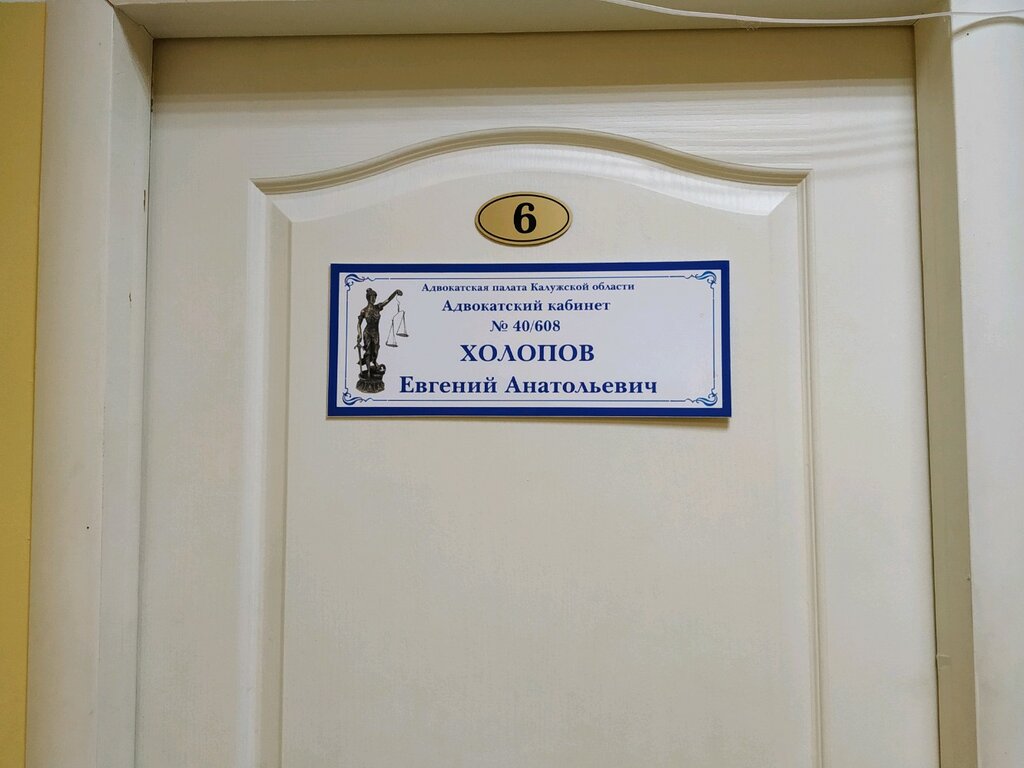 6
Адвокатская палата Калужской области
Адвокатский кабинет
№ 40/608
ХОЛОПОВ
Евгений Анатольевич